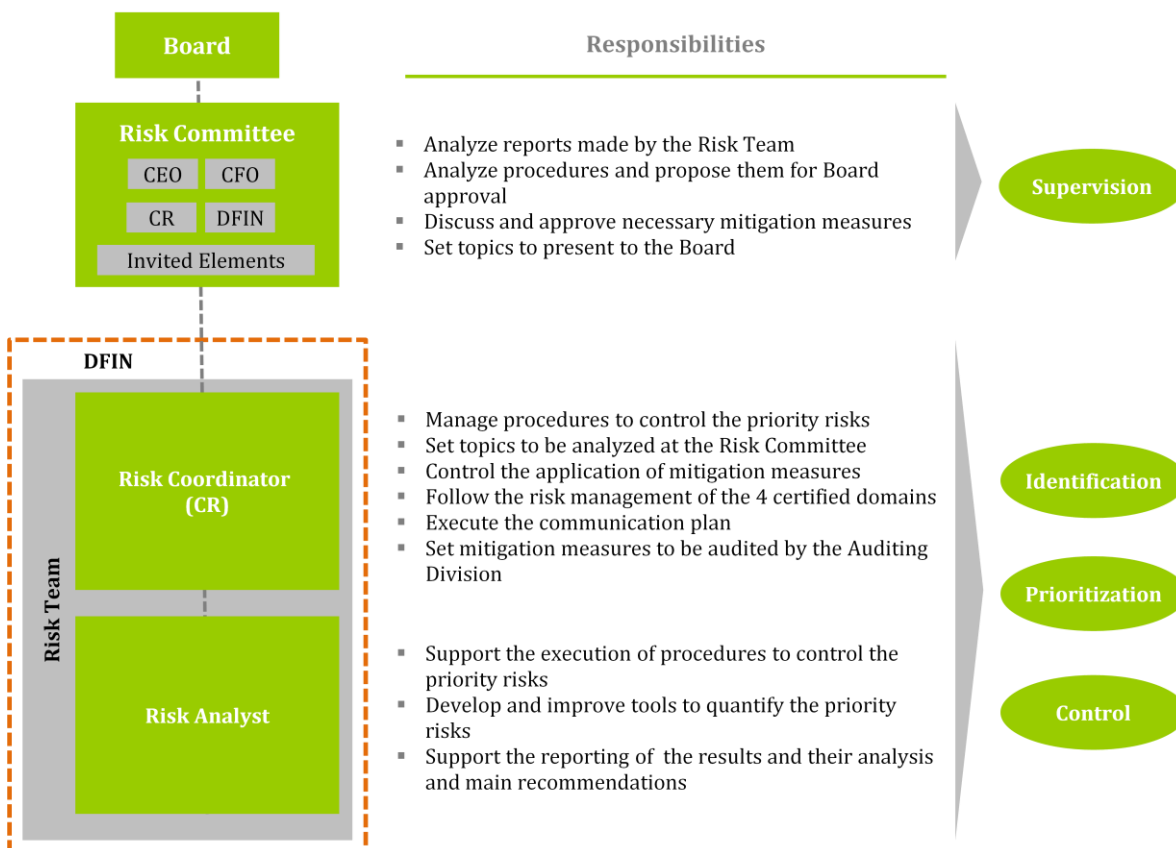 Board
Responsibilities
Risk Committee
CEO
CFO
CR
DFIN
Invited Elements
▪ Analyze reports made by the Risk Team
▪ Analyze procedures and propose them for Board
approval
▪ Discuss and approve necessary mitigation measures
▪ Set topics to present to the Board
Supervision
DFIN
Risk Team
Risk Coordinator
(CR)
▪ Manage procedures to control the priority risks
▪ Set topics to be analyzed at the Risk Committee
▪ Control the application of mitigation measures
▪ Follow the risk management of the 4 certified domains
▪ Execute the communication plan
▪ Set mitigation measures to be audited by the Auditing
Division
Risk Analyst
▪ Support the execution of procedures to control the
priority risks
▪ Develop and improve tools to quantify the priority
risks
▪ Support the reporting of the results and their analysis
and main recommendations
Identification
Prioritization
Control